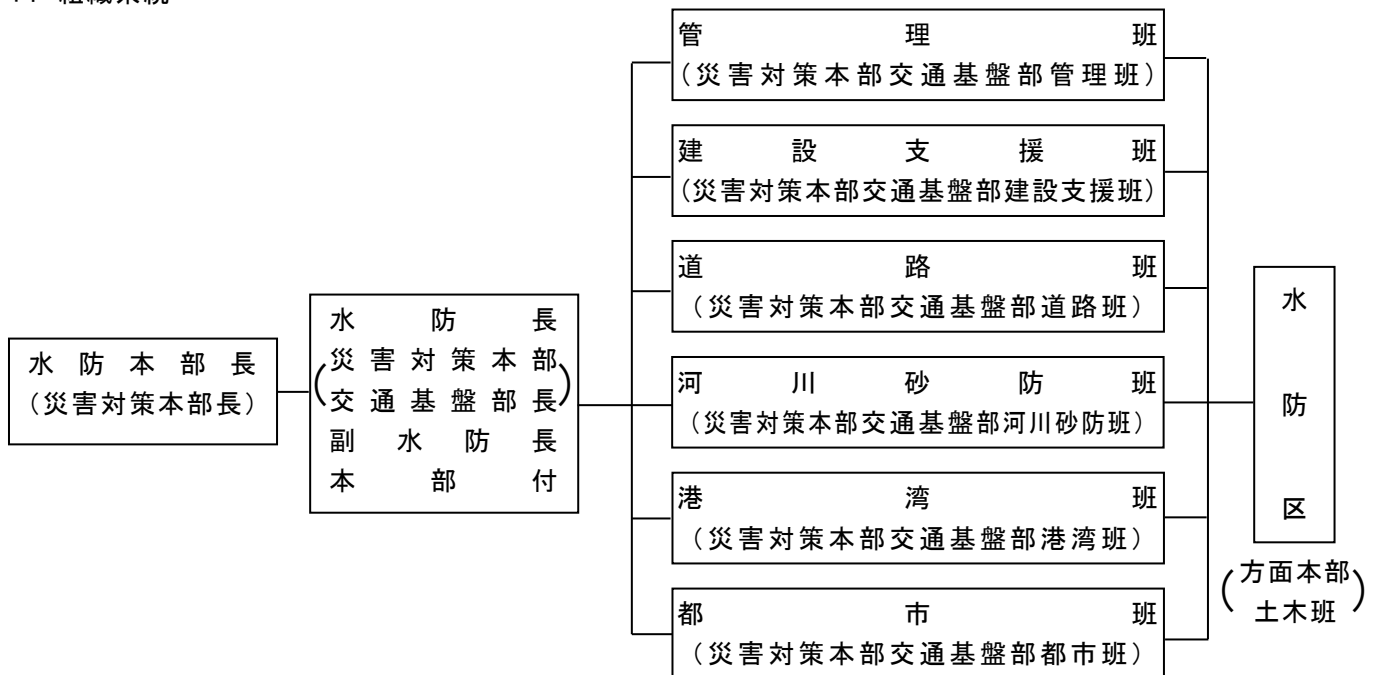 水防本部長
（災害対策本部長）
水防長
（災害対策本部
交通基盤部長）
副水防長
本部付
管理班
（災害対策本部交通基盤部管理班）
建設支援班
（災害対策本部交通基盤部建設支援班）
道路班
（災害対策本部交通基盤部道路班）
河川砂防班
（災害対策本部交通基盤部河川砂防班）
港湾班
（災害対策本部交通基盤部港湾班）
都市班
（災害対策本部交通基盤部都市班）
水防区
（方面本部
土木班）